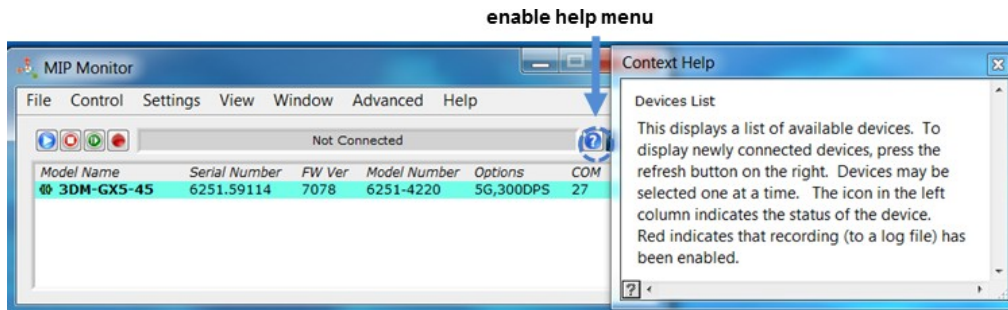 enable help menu
MIP Monitor
File Control Settings View Window Advanced Help
Not Connected
?
Model Name Serial Number FW Ver Model Number Options COM
3DM-GX5-45 6251.59114 7078 6251-4220 5G,300DPS 27
Context Help
Devices List
This displays a list of available devices. To
display newly connected devices, press the
refresh button on the right. Devices may be
selected one at a time. The icon in the left
column indicates the status of the device.
Red indicates that recording (to a log file) has
been enabled.
?